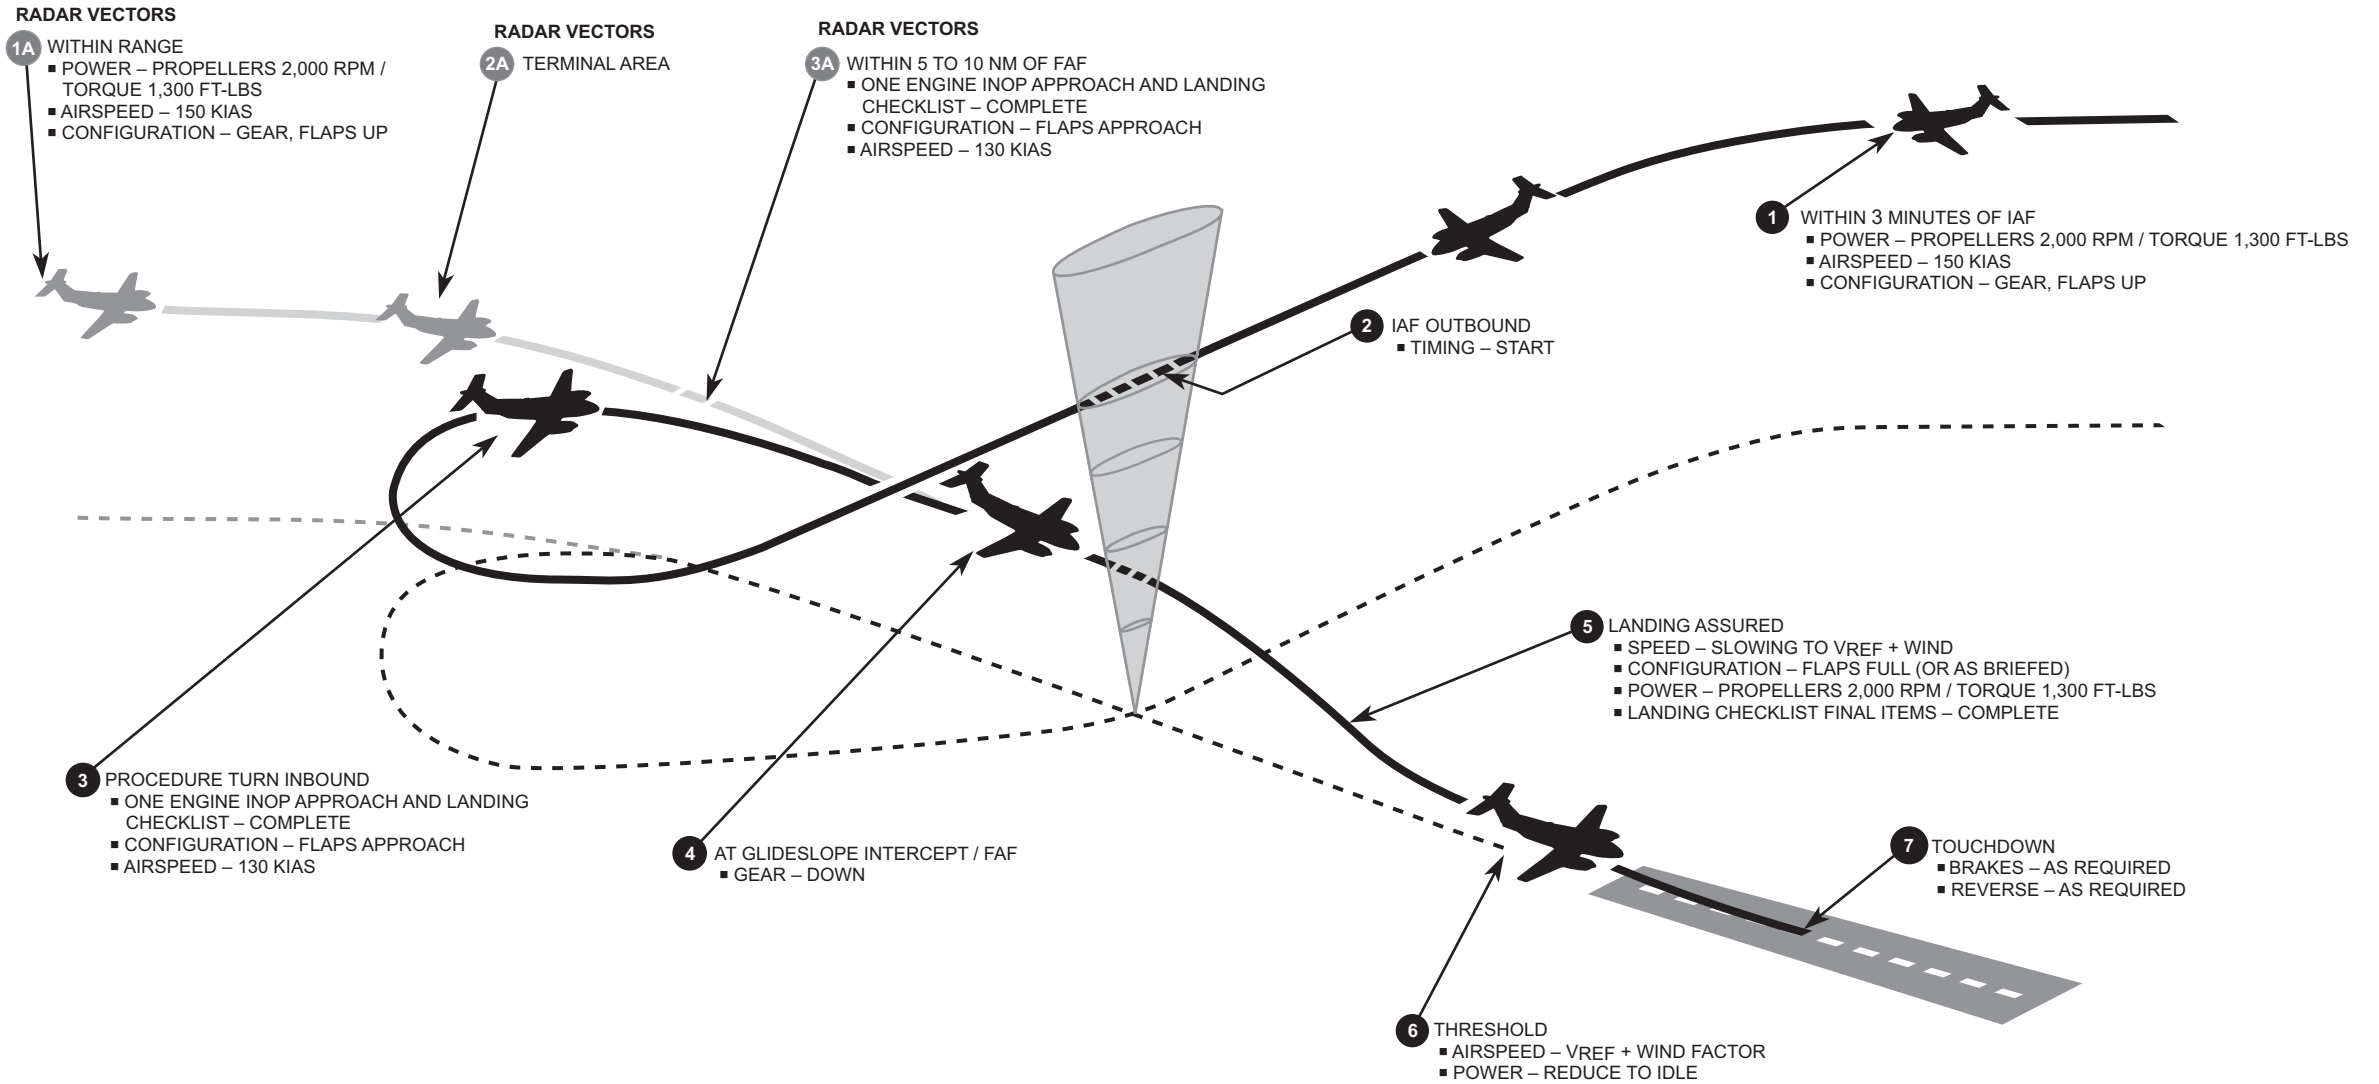 RADAR VECTORS
1A WITHIN RANGE
▪ POWER – PROPELLERS 2,000 RPM /
TORQUE 1,300 FT-LBS
▪ AIRSPEED – 150 KIAS
▪ CONFIGURATION – GEAR, FLAPS UP
RADAR VECTORS
2A TERMINAL AREA
RADAR VECTORS
3A WITHIN 5 TO 10 NM OF FAF
▪ ONE ENGINE INOP APPROACH AND LANDING
CHECKLIST – COMPLETE
▪ CONFIGURATION – FLAPS APPROACH
▪ AIRSPEED – 130 KIAS
1 WITHIN 3 MINUTES OF IAF
▪ POWER – PROPELLERS 2,000 RPM / TORQUE 1,300 FT-LBS
▪ AIRSPEED – 150 KIAS
▪ CONFIGURATION – GEAR, FLAPS UP
2 IAF OUTBOUND
▪ TIMING – START
3 PROCEDURE TURN INBOUND
▪ ONE ENGINE INOP APPROACH AND LANDING
CHECKLIST – COMPLETE
▪ CONFIGURATION – FLAPS APPROACH
▪ AIRSPEED – 130 KIAS
4 AT GLIDESLOPE INTERCEPT / FAF
▪ GEAR – DOWN
5 LANDING ASSURED
▪ SPEED – SLOWING TO VREF + WIND
▪ CONFIGURATION – FLAPS FULL (OR AS BRIEFED)
▪ POWER – PROPELLERS 2,000 RPM / TORQUE 1,300 FT-LBS
▪ LANDING CHECKLIST FINAL ITEMS – COMPLETE
6 THRESHOLD
▪ AIRSPEED – VREF + WIND FACTOR
▪ POWER – REDUCE TO IDLE
7 TOUCHDOWN
▪ BRAKES – AS REQUIRED
▪ REVERSE – AS REQUIRED